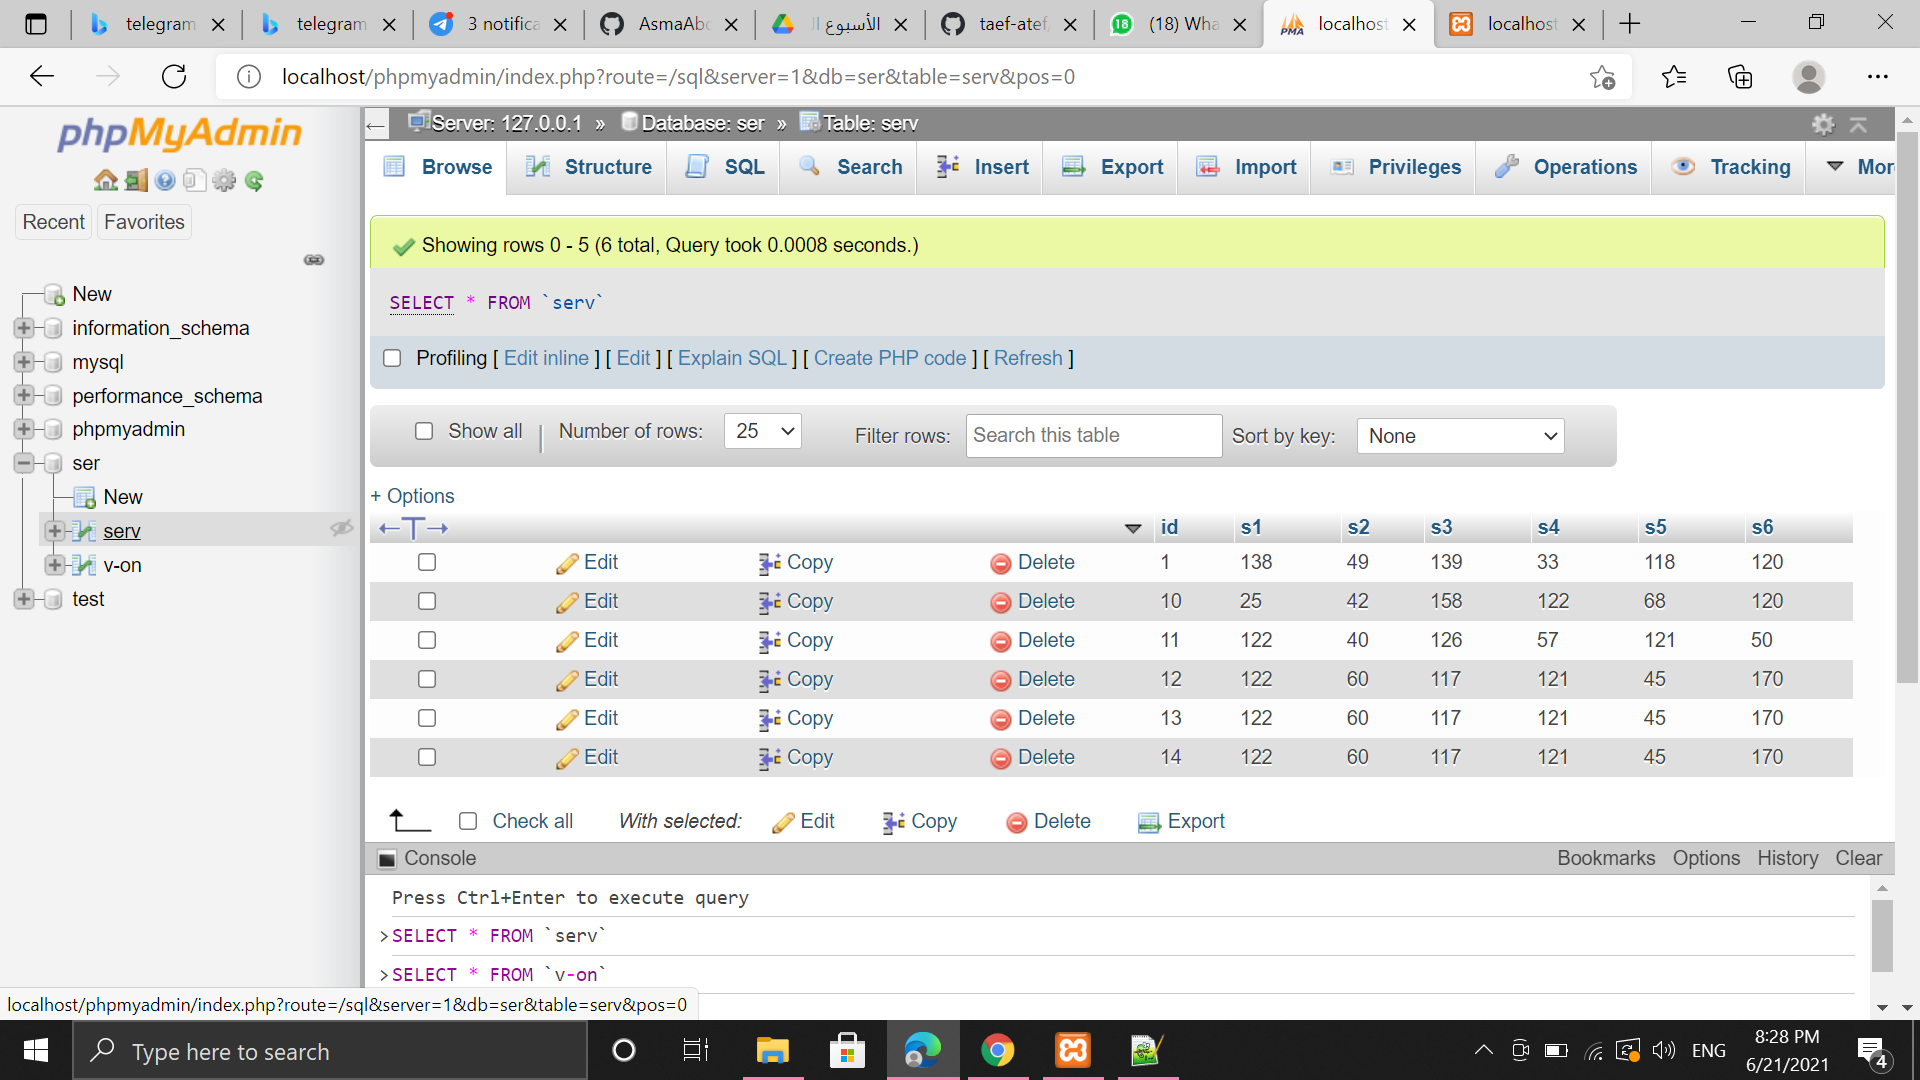 telegram
telegram
3 notifica
AsmaAbo
الأسبوع ال
taef-atef
(18) Wha
localhost
localhost
localhost/phpmyadmin/index.php?route=/sql&server=1&db=ser&table=serv&pos=0
phpMyAdmin
Recent
Favorites
New
information_schema
mysql
performance_schema
phpmyadmin
ser
New
serv
v-on
test
Server: 127.0.0.1 » Database: ser » Table: serv
Browse Structure SQL Search Insert Export Import Privileges Operations Tracking Mor
Showing rows 0 - 5 (6 total, Query took 0.0008 seconds.)
SELECT * FROM `serv`
Profiling [ Edit inline ] [ Edit ] [ Explain SQL ] [ Create PHP code ] [ Refresh ]
Show all Number of rows: 25 Filter rows: Search this table Sort by key: None
+ Options
id s1 s2 s3 s4 s5 s6
Edit Copy Delete 1 138 49 139 33 118 120
Edit Copy Delete 10 25 42 158 122 68 120
Edit Copy Delete 11 122 40 126 57 121 50
Edit Copy Delete 12 122 60 117 121 45 170
Edit Copy Delete 13 122 60 117 121 45 170
Edit Copy Delete 14 122 60 117 121 45 170
Check all With selected: Edit Copy Delete Export
Console Bookmarks Options History Clear
Press Ctrl+Enter to execute query
>SELECT * FROM `serv`
>SELECT * FROM `v-on`
localhost/phpmyadmin/index.php?route=/sql&server=1&db=ser&table=serv&pos=0
Type here to search
ENG
8:28 PM
6/21/2021
4